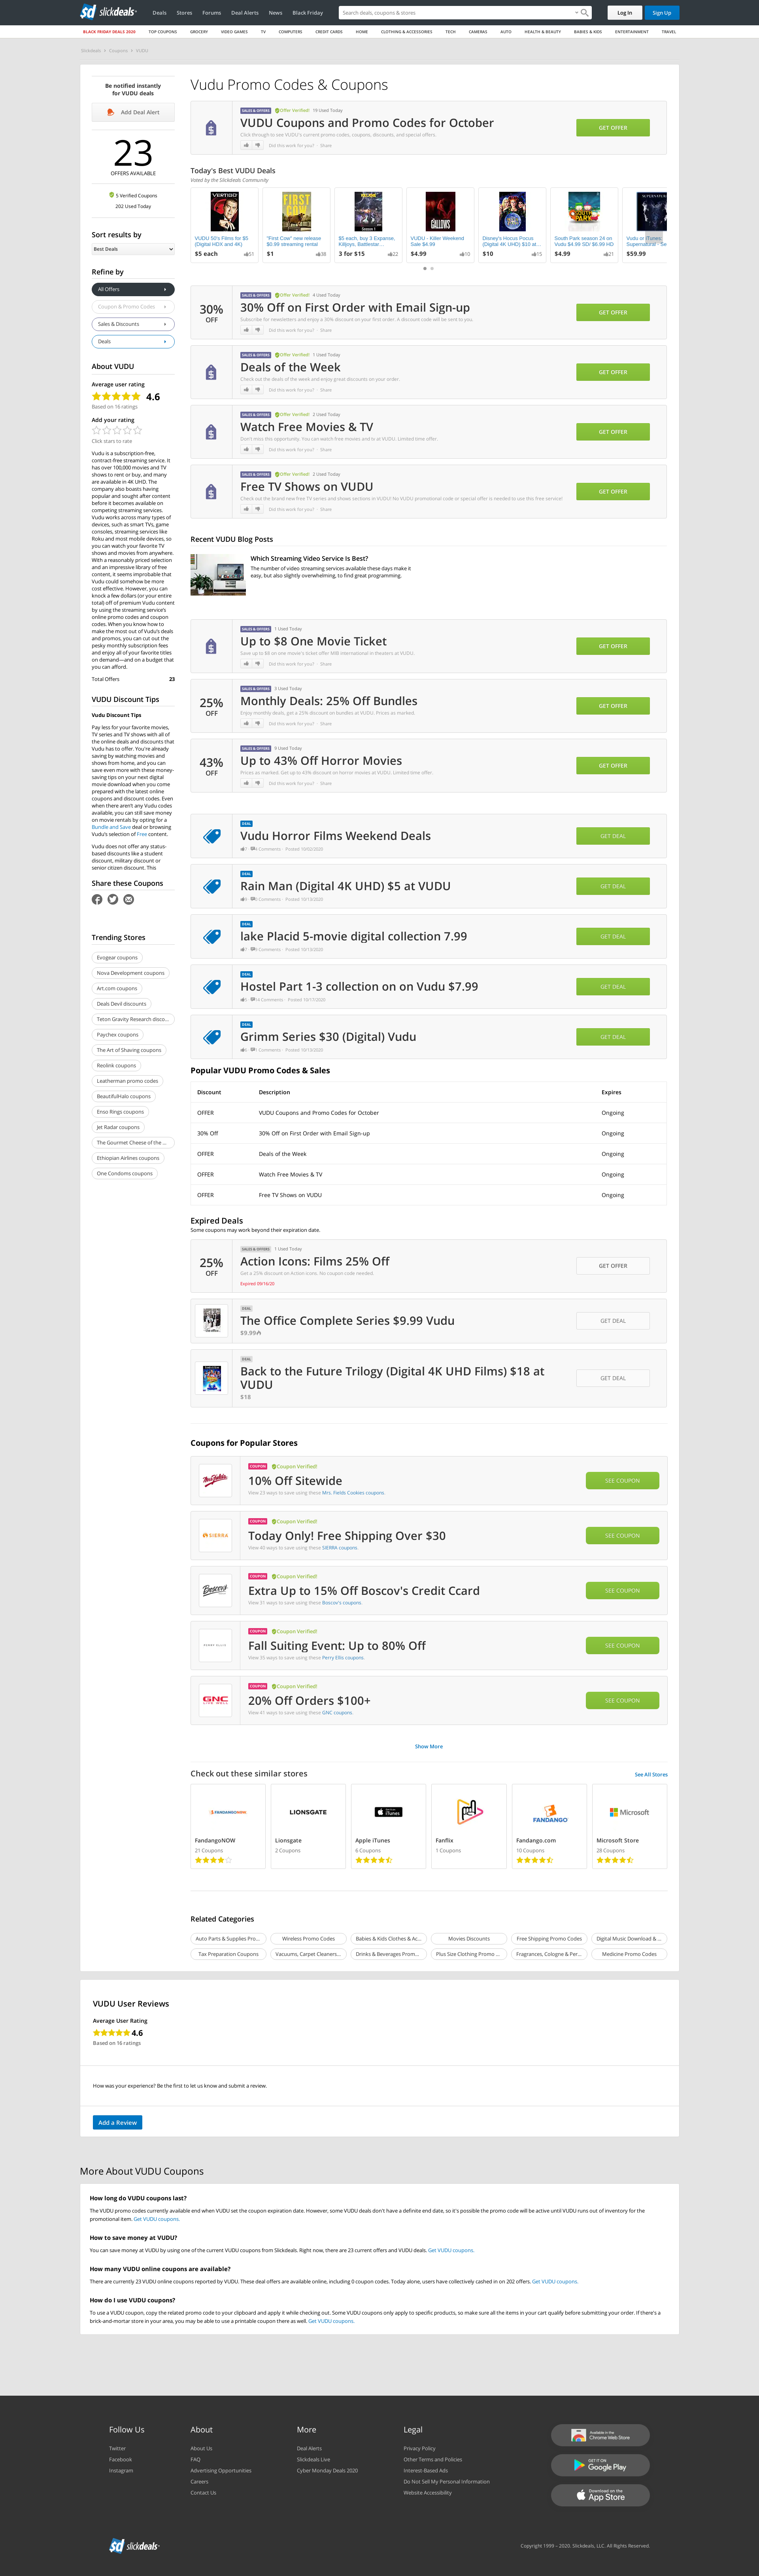 slickdeals
Deals Stores Forums Deal Alerts News Black Friday
Search deals, coupons & stores
Log In
Sign Up
BLACK FRIDAY DEALS 2020 TOP COUPONS GROCERY VIDEO GAMES TV COMPUTERS CREDIT CARDS HOME CLOTHING & ACCESSORIES TECH CAMERAS AUTO HEALTH & BEAUTY BABIES & KIDS ENTERTAINMENT TRAVEL
Slickdeals > Coupons > VUDU
Be notified instantly
for VUDU deals
Add Deal Alert
23
OFFERS AVAILABLE
5 Verified Coupons
202 Used Today
Sort results by
Best Deals
Refine by
All Offers
Coupon & Promo Codes
Sales & Discounts
Deals
About VUDU
Average user rating
4.6
Based on 16 ratings
Add your rating
Click stars to rate
Vudu is a subscription-free,
contract-free streaming service. It
has over 100,000 movies and TV
shows to rent or buy, and many
are available in 4K UHD. The
company also boasts having
popular and sought after content
before it becomes available on
competing streaming services.
Vudu works across many types of
devices, such as smart TVs, game
consoles, streaming services like
Roku and most mobile devices, so
you can watch your favorite TV
shows and movies from anywhere.
With a reasonably priced selection
and an impressive library of free
content, it seems improbable that
Vudu could somehow be more
cost effective. However, you can
knock a few dollars (or your entire
total) off of premium Vudu content
by using the streaming service's
online promo codes and coupon
codes. When you know how to
make the most out of Vudu's deals
and promos, you can cut out the
pesky monthly subscription fees
and enjoy all of your favorite titles
on demand—and on a budget that
you can afford.
Total Offers 23
VUDU Discount Tips
Vudu Discount Tips
Pay less for your favorite movies,
TV series and TV shows with all of
the online deals and discounts that
Vudu has to offer. You're already
saving by watching movies and
shows from home, and you can
save even more with these money-
saving tips on your next digital
movie download when you come
prepared with the latest online
coupons and discount codes. Even
when there aren't any Vudu codes
available, you can still save money
on movie rentals by opting for a
Bundle and Save deal or browsing
Vudu's selection of Free content.
Vudu does not offer any status-
based discounts like a student
discount, military discount or
senior citizen discount. This
Share these Coupons
Trending Stores
Evogear coupons
Nova Development coupons
Art.com coupons
Deals Devil discounts
Teton Gravity Research disco...
Paychex coupons
The Art of Shaving coupons
Reolink coupons
Leatherman promo codes
BeautifulHalo coupons
Enso Rings coupons
Jet Radar coupons
The Gourmet Cheese of the ...
Ethiopian Airlines coupons
One Condoms coupons
Vudu Promo Codes & Coupons
SALES & OFFERS Offer Verified! 19 Used Today
VUDU Coupons and Promo Codes for October
Click through to see VUDU's current promo codes, coupons, discounts, and special offers.
Did this work for you? Share
GET OFFER
Today's Best VUDU Deals
Voted by the Slickdeals Community
VUDU 50's Films for $5
(Digital HDX and 4K)
$5 each 51
"First Cow" new release
$0.99 streaming rental
$1 38
$5 each, buy 3 Expanse,
Killjoys, Battlestar...
3 for $15 22
VUDU - Killer Weekend
Sale $4.99
$4.99 10
Disney's Hocus Pocus
(Digital 4K UHD) $10 at...
$10 15
South Park season 24 on
Vudu $4.99 SD/ $6.99 HD
$4.99 21
Vudu or iTunes
Supernatural - Se
$59.99
30%
OFF
SALES & OFFERS Offer Verified! 4 Used Today
30% Off on First Order with Email Sign-up
Subscribe for newsletters and enjoy a 30% discount on your first order. A discount code will be sent to you.
Did this work for you? Share
GET OFFER
SALES & OFFERS Offer Verified! 1 Used Today
Deals of the Week
Check out the deals of the week and enjoy great discounts on your order.
Did this work for you? Share
GET OFFER
SALES & OFFERS Offer Verified! 2 Used Today
Watch Free Movies & TV
Don't miss this opportunity. You can watch free movies and tv at VUDU. Limited time offer.
Did this work for you? Share
GET OFFER
SALES & OFFERS Offer Verified! 2 Used Today
Free TV Shows on VUDU
Check out the brand new free TV series and shows sections in VUDU! No VUDU promotional code or special offer is needed to use this free service!
Did this work for you? Share
GET OFFER
Recent VUDU Blog Posts
Which Streaming Video Service Is Best?
The number of video streaming services available these days make it
easy, but also slightly overwhelming, to find great programming.
SALES & OFFERS 1 Used Today
Up to $8 One Movie Ticket
Save up to $8 on one movie's ticket offer MIB international in theaters at VUDU.
Did this work for you? Share
GET OFFER
25%
OFF
SALES & OFFERS 3 Used Today
Monthly Deals: 25% Off Bundles
Enjoy monthly deals, get a 25% discount on bundles at VUDU. Prices as marked.
Did this work for you? Share
GET OFFER
43%
OFF
SALES & OFFERS 9 Used Today
Up to 43% Off Horror Movies
Prices as marked. Get up to 43% discount on horror movies at VUDU. Limited time offer.
Did this work for you? Share
GET OFFER
DEAL
Vudu Horror Films Weekend Deals
Comments Posted 10/02/2020
GET DEAL
DEAL
Rain Man (Digital 4K UHD) $5 at VUDU
Comments Posted 10/13/2020
GET DEAL
DEAL
lake Placid 5-movie digital collection 7.99
Comments Posted 10/13/2020
GET DEAL
DEAL
Hostel Part 1-3 collection on on Vudu $7.99
14 Comments Posted 10/17/2020
GET DEAL
DEAL
Grimm Series $30 (Digital) Vudu
Comments Posted 10/13/2020
GET DEAL
Popular VUDU Promo Codes & Sales
Discount Description Expires
OFFER VUDU Coupons and Promo Codes for October Ongoing
30% Off 30% Off on First Order with Email Sign-up Ongoing
OFFER Deals of the Week Ongoing
OFFER Watch Free Movies & TV Ongoing
OFFER Free TV Shows on VUDU Ongoing
Expired Deals
Some coupons may work beyond their expiration date.
25%
OFF
SALES & OFFERS 1 Used Today
Action Icons: Films 25% Off
Get a 25% discount on Action icons. No coupon code needed.
Expired 09/16/20
GET OFFER
DEAL
The Office Complete Series $9.99 Vudu
$9.99
GET DEAL
DEAL
Back to the Future Trilogy (Digital 4K UHD Films) $18 at
VUDU
$18
GET DEAL
Coupons for Popular Stores
Mrs. Fields
COUPON Coupon Verified!
10% Off Sitewide
View 23 ways to save using these Mrs. Fields Cookies coupons.
SEE COUPON
SIERRA
COUPON Coupon Verified!
Today Only! Free Shipping Over $30
View 40 ways to save using these SIERRA coupons.
SEE COUPON
Boscov's
COUPON Coupon Verified!
Extra Up to 15% Off Boscov's Credit Ccard
View 31 ways to save using these Boscov's coupons.
SEE COUPON
PERRY ELLIS
COUPON Coupon Verified!
Fall Suiting Event: Up to 80% Off
View 35 ways to save using these Perry Ellis coupons.
SEE COUPON
GNC
LIVE WELL
COUPON Coupon Verified!
20% Off Orders $100+
View 41 ways to save using these GNC coupons.
SEE COUPON
Show More
Check out these similar stores
See All Stores
FANDANGONOW
FandangoNOW
21 Coupons
LIONSGATE
Lionsgate
2 Coupons
iTunes
Apple iTunes
6 Coupons
Fanflix
1 Coupons
FANDANGO
Fandango.com
10 Coupons
Microsoft
Microsoft Store
28 Coupons
Related Categories
Auto Parts & Supplies Pro... Wireless Promo Codes Babies & Kids Clothes & Ac... Movies Discounts Free Shipping Promo Codes Digital Music Download & ...
Tax Preparation Coupons Vacuums, Carpet Cleaners... Drinks & Beverages Prom... Plus Size Clothing Promo ... Fragrances, Cologne & Per... Medicine Promo Codes
VUDU User Reviews
Average User Rating
4.6
Based on 16 ratings
How was your experience? Be the first to let us know and submit a review.
Add a Review
More About VUDU Coupons
How long do VUDU coupons last?
The VUDU promo codes currently available end when VUDU set the coupon expiration date. However, some VUDU deals don't have a definite end date, so it's possible the promo code will be active until VUDU runs out of inventory for the
promotional item. Get VUDU coupons.
How to save money at VUDU?
You can save money at VUDU by using one of the current VUDU coupons from Slickdeals. Right now, there are 23 current offers and VUDU deals. Get VUDU coupons.
How many VUDU online coupons are available?
There are currently 23 VUDU online coupons reported by VUDU. These deal offers are available online, including 0 coupon codes. Today alone, users have collectively cashed in on 202 offers. Get VUDU coupons.
How do I use VUDU coupons?
To use a VUDU coupon, copy the related promo code to your clipboard and apply it while checking out. Some VUDU coupons only apply to specific products, so make sure all the items in your cart qualify before submitting your order. If there's a
brick-and-mortar store in your area, you may be able to use a printable coupon there as well. Get VUDU coupons.
Follow Us
Twitter
Facebook
Instagram
About
About Us
FAQ
Advertising Opportunities
Careers
Contact Us
More
Deal Alerts
Slickdeals Live
Cyber Monday Deals 2020
Legal
Privacy Policy
Other Terms and Policies
Interest-Based Ads
Do Not Sell My Personal Information
Website Accessibility
Available in the
Chrome Web Store
GET IT ON
Google Play
Download on the
App Store
slickdeals
Copyright 1999 – 2020. Slickdeals, LLC. All Rights Reserved.